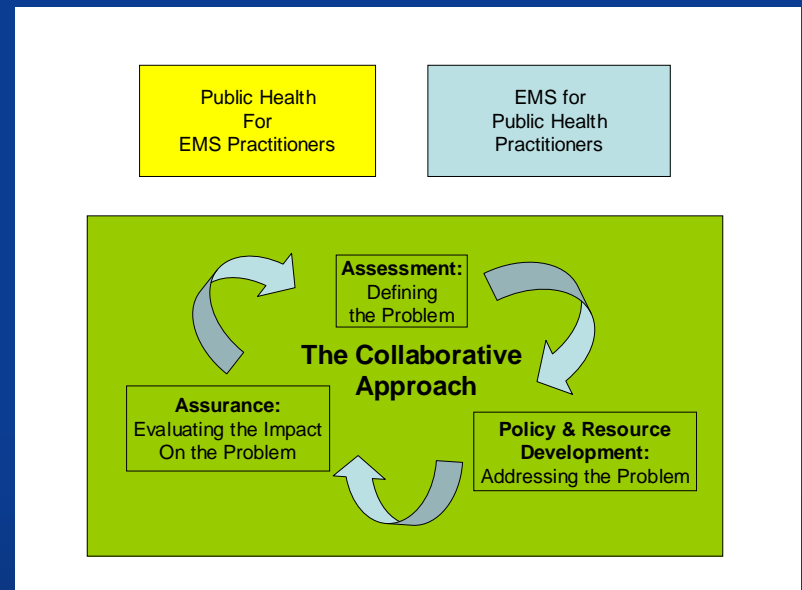 Public Health
For
EMS Practitioners
EMS for
Public Health
Practitioners
Assessment:
Defining
the Problem
The Collaborative
Approach
Assurance:
Evaluating the Impact
On the Problem
Policy & Resource
Development:
Addressing the Problem